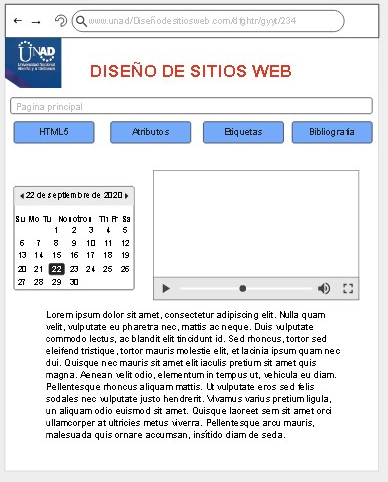 www.unad/Diseñodesitiosweb.com/dfghtr/gyyt/234
UNAD
Universidad Nacional
Abierta y a Distancia
DISEÑO DE SITIOS WEB
Pagina principal
HTML5 Atributos Etiquetas Bibliografía
22 de septiembre de 2020
Su Mo Tu Nonotros Th Fr Sa
1 2 3 4 5
6 7 8 9 10 11 12
13 14 15 16 17 18 19
20 21 22 23 24 25 26
27 28 29 30
Lorem ipsum dolor sit amet, consectetur adipiscing elit. Nulla quam
velit, vulputate eu pharetra nec, mattis ac neque. Duis vulputate
commodo lectus, ac blandit elit tincidunt id. Sed rhoncus, tortor sed
eleifend tristique, tortor mauris molestie elit, et lacinia ipsum quam nec
dui. Quisque nec mauris sit amet elit iaculis pretium sit amet quis
magna. Aenean velit odio, elementum in tempus ut, vehicula eu diam.
Pellentesque rhoncus aliquam mattis. Ut vulputate eros sed felis
sodales nec vulputate justo hendrerit. Vivamus varius pretium ligula,
un aliquam odio euismod sit amet. Quisque laoreet sem sit amet orci
ullamcorper at ultricies metus viverra. Pellentesque arcu mauris,
malesuada quis ornare accumsan, insítido diam de seda.